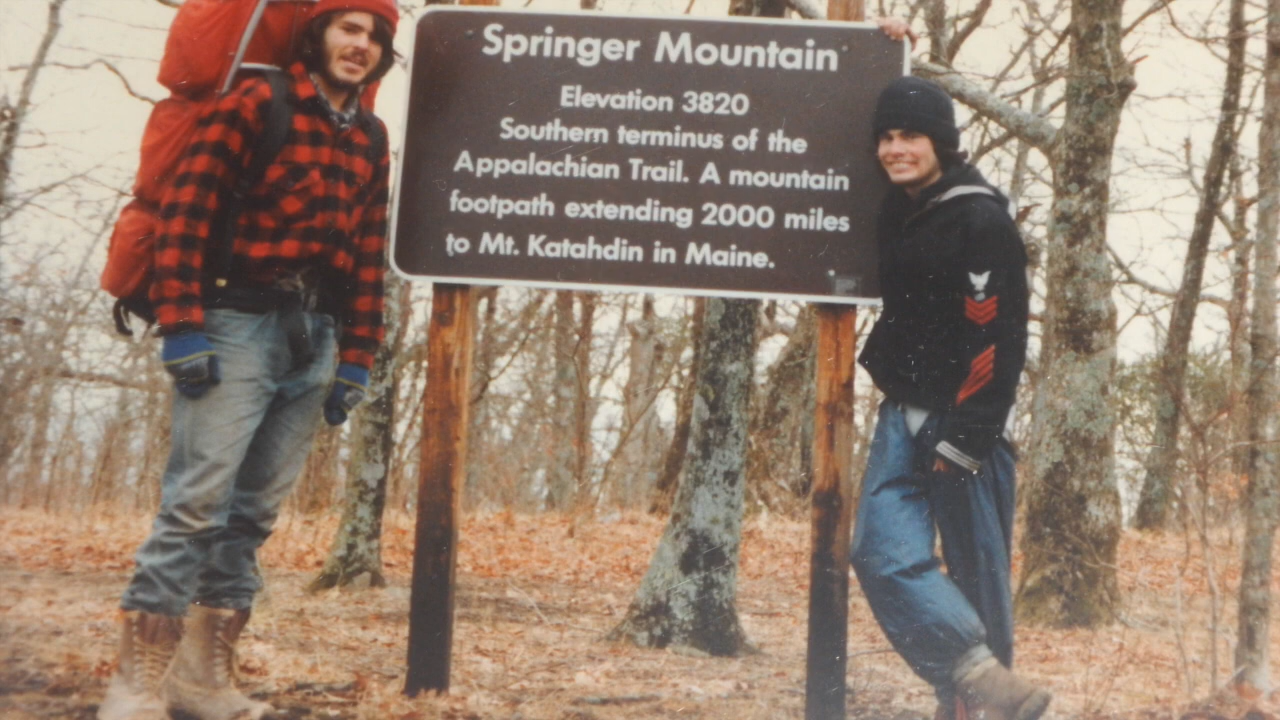 Springer Mountain
Elevation 3820
Southern terminus of the
Appalachian Trail. A mountain
footpath extending 2000 miles
to Mt. Katahdin in Maine.